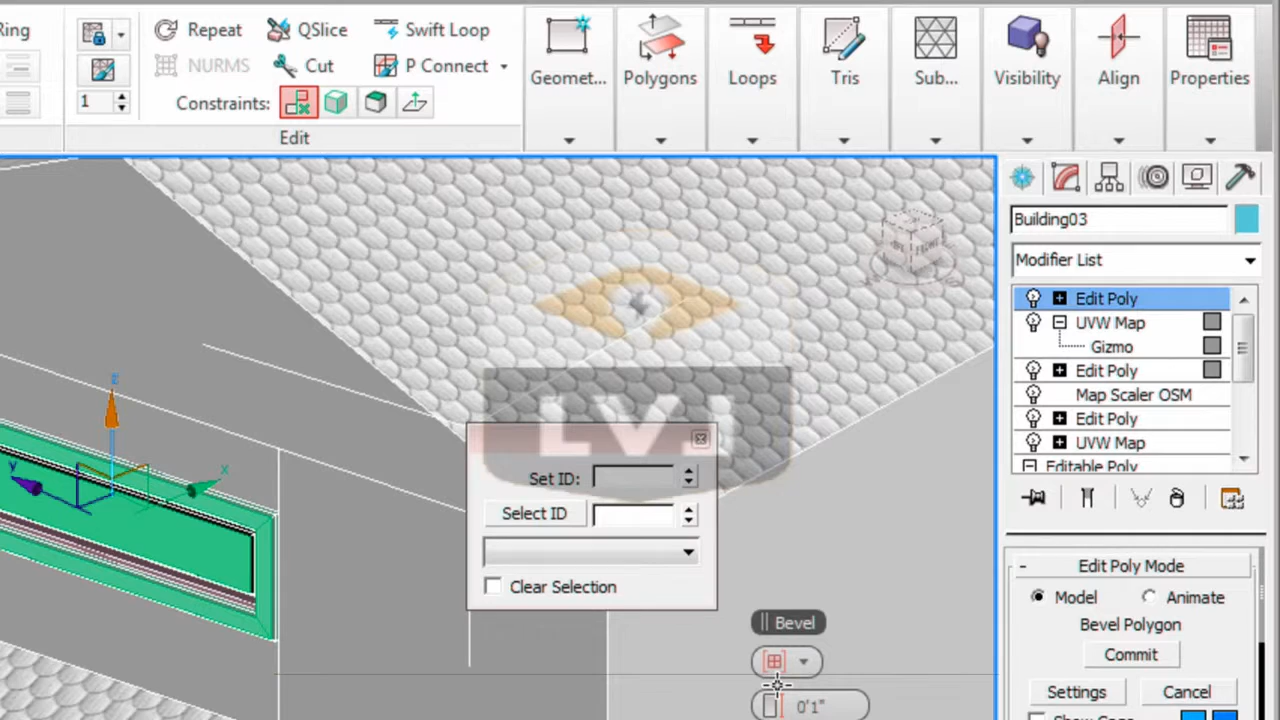 Ring
Repeat
QSlice
Swift Loop
NURMS
Cut
P Connect
1
Constraints:
Edit
Geomet...
Polygons
Loops
Tris
Sub...
Visibility
Align
Properties
Building03
Modifier List
Edit Poly
UVW Map
Gizmo
Edit Poly
Map Scaler OSM
Edit Poly
UVW Map
Editable Poly
z
y
x
LVL
Set ID:
Select ID
Clear Selection
Bevel
0'1"
Edit Poly Mode
Model
Animate
Bevel Polygon
Commit
Settings
Cancel
Show Cage